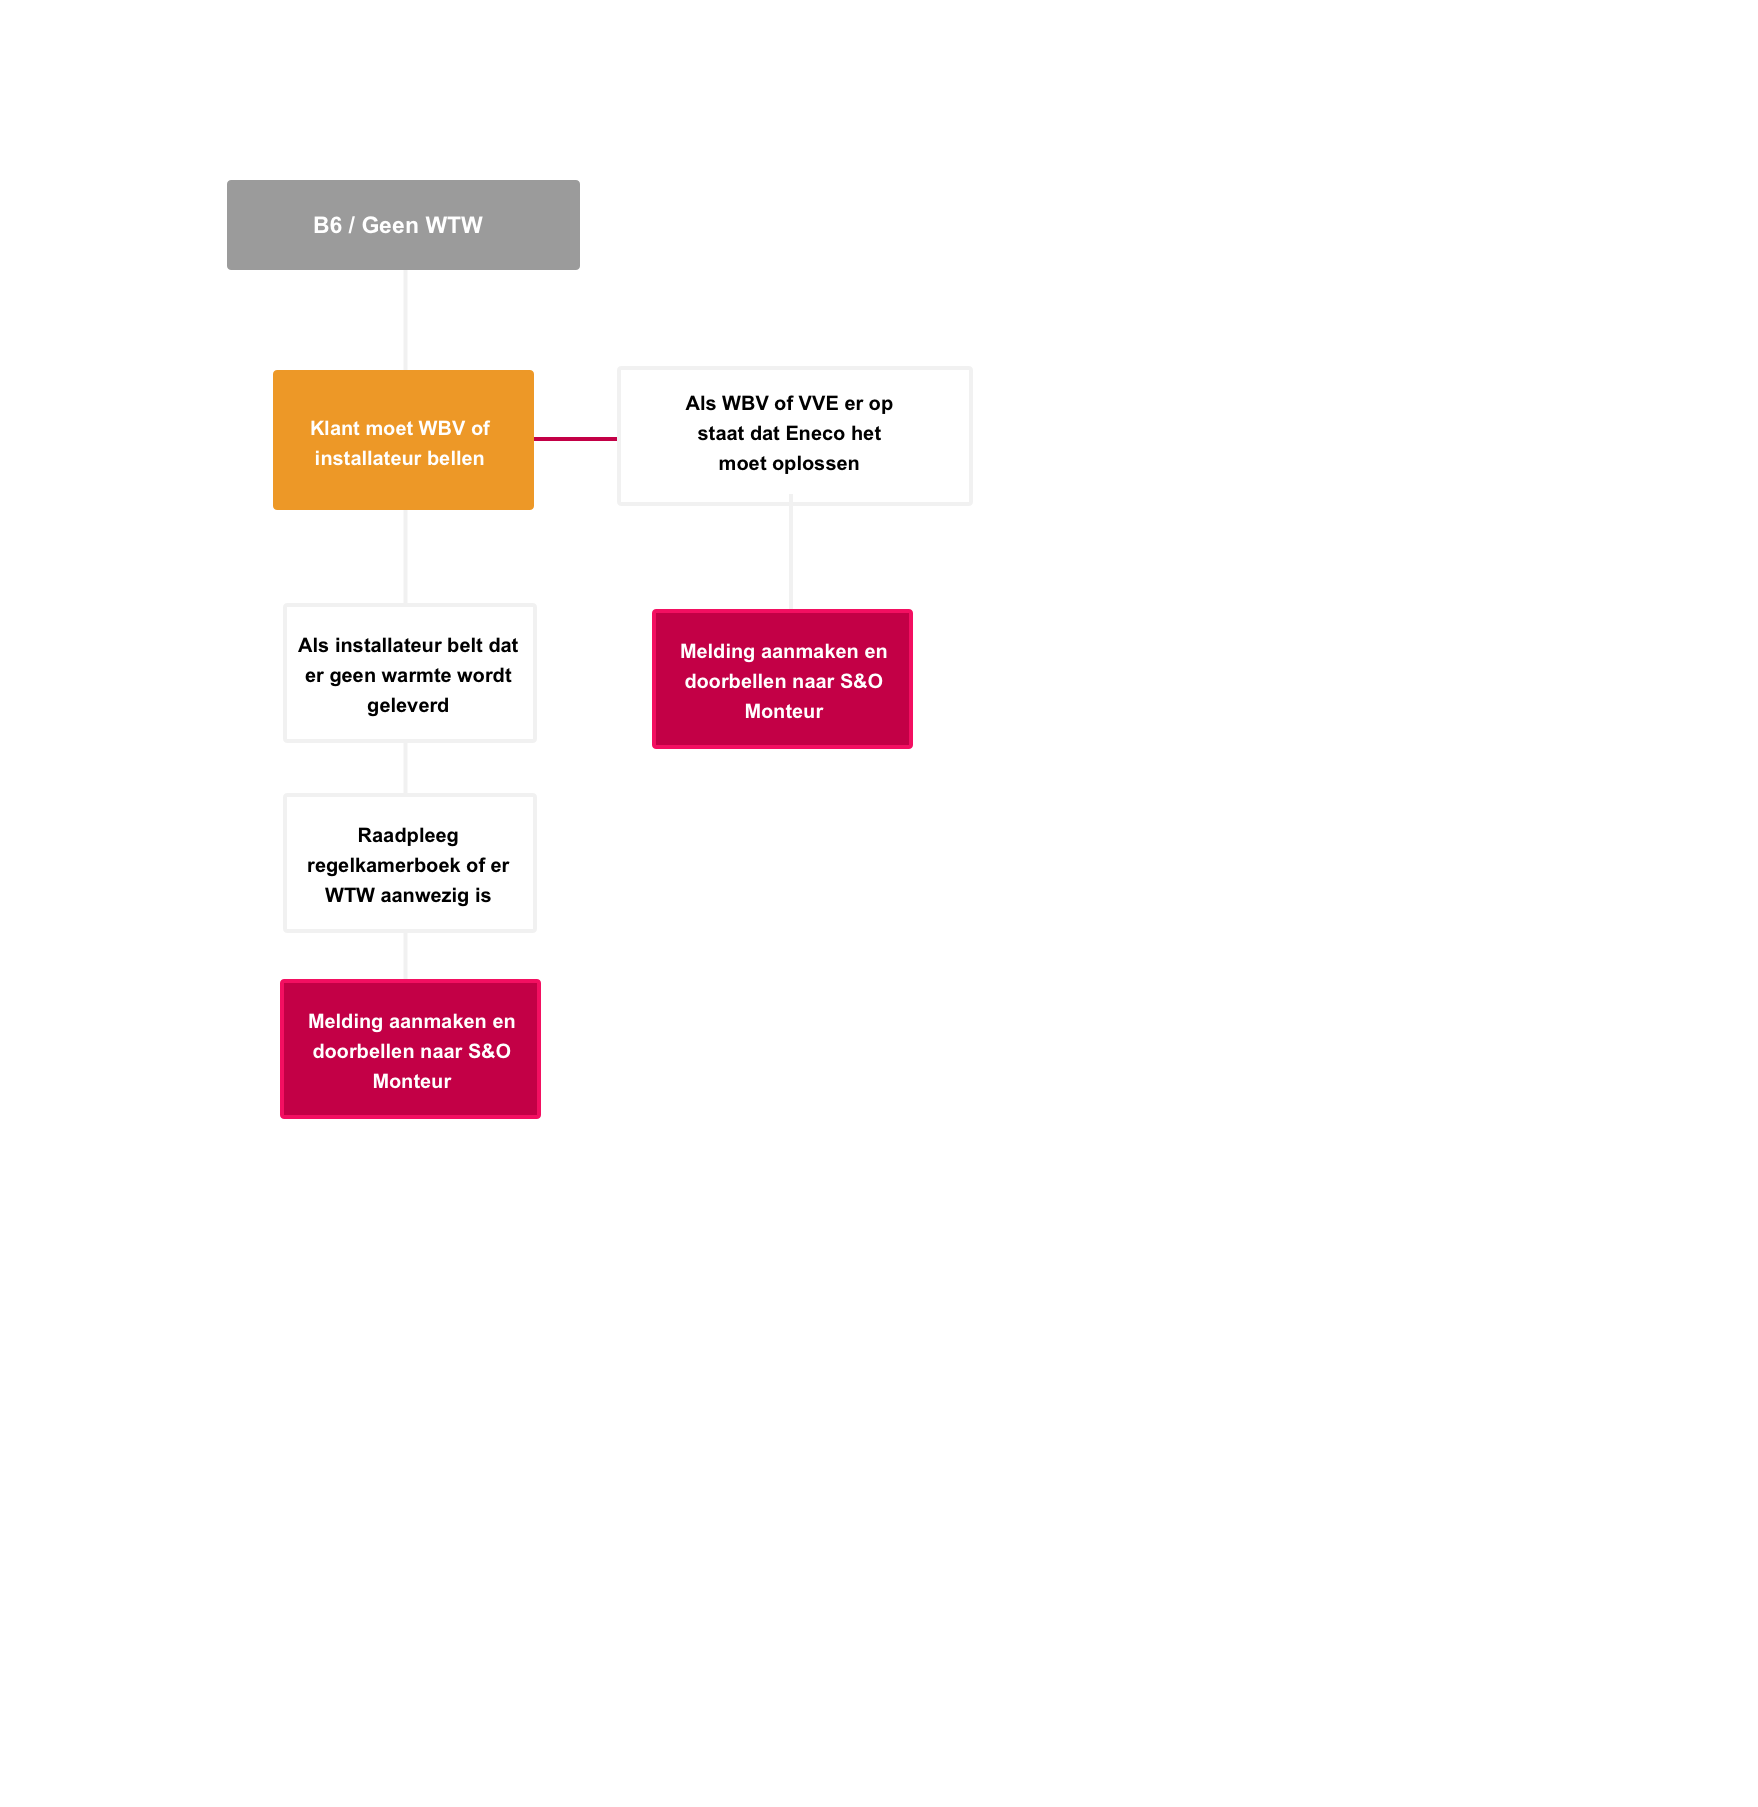 B6 / Geen WTW
Klant moet WBV of
installateur bellen
Als WBV of VVE er op
staat dat Eneco het
moet oplossen
Als installateur belt dat
er geen warmte wordt
geleverd
Melding aanmaken en
doorbellen naar S&O
Monteur
Raadpleeg
regelkamerboek of er
WTW aanwezig is
Melding aanmaken en
doorbellen naar S&O
Monteur